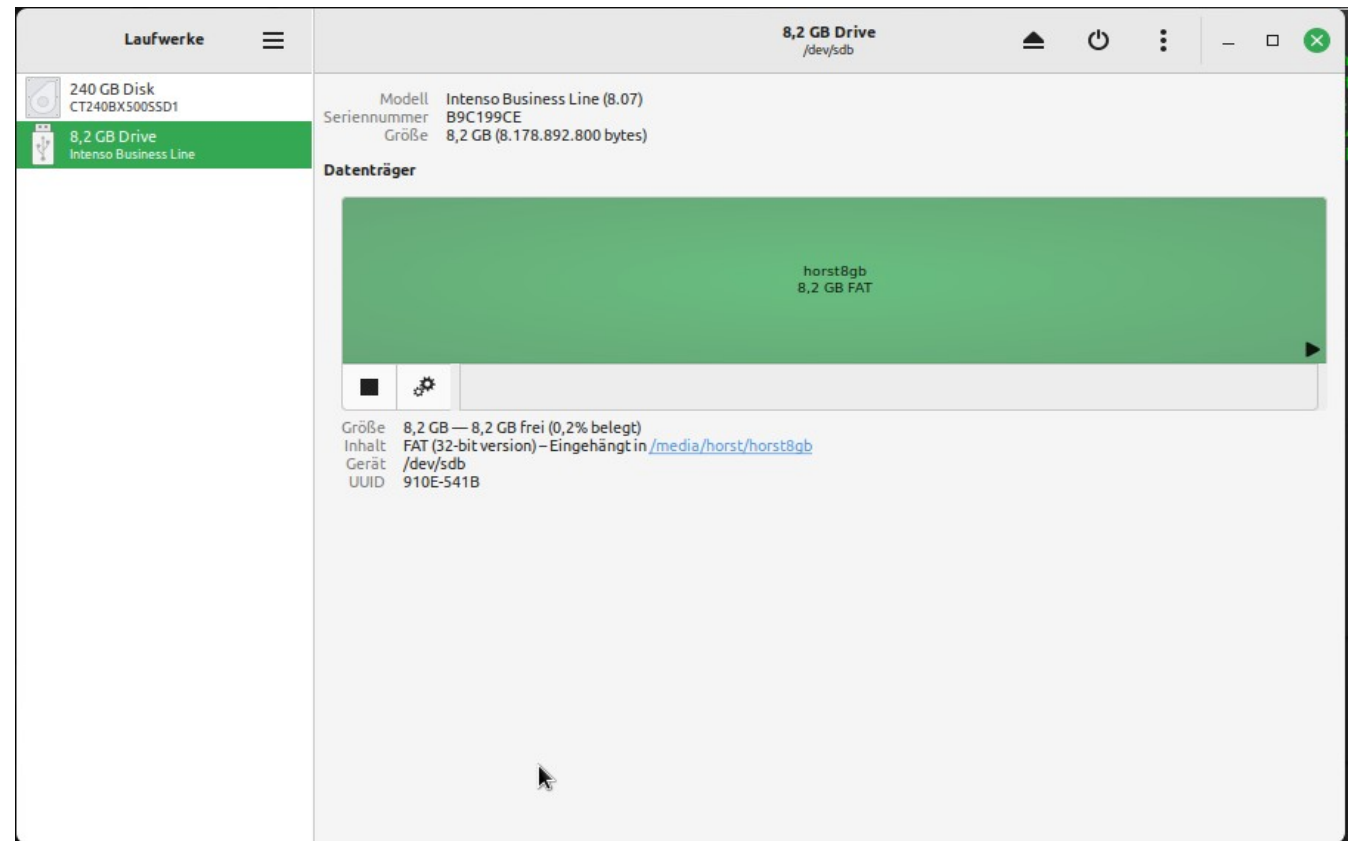 Laufwerke
8,2 GB Drive
/dev/sdb
240 GB Disk
CT240BX500SSD1
8,2 GB Drive
Intenso Business Line
Modell Intenso Business Line (8.07)
Seriennummer B9C199CE
Größe 8,2 GB (8.178.892.800 bytes)
Datenträger
horst8gb
8,2 GB FAT
Größe 8,2 GB — 8,2 GB frei (0,2% belegt)
Inhalt FAT (32-bit version) – Eingehängt in /media/horst/horst8gb
Gerät /dev/sdb
UUID 910E-541B